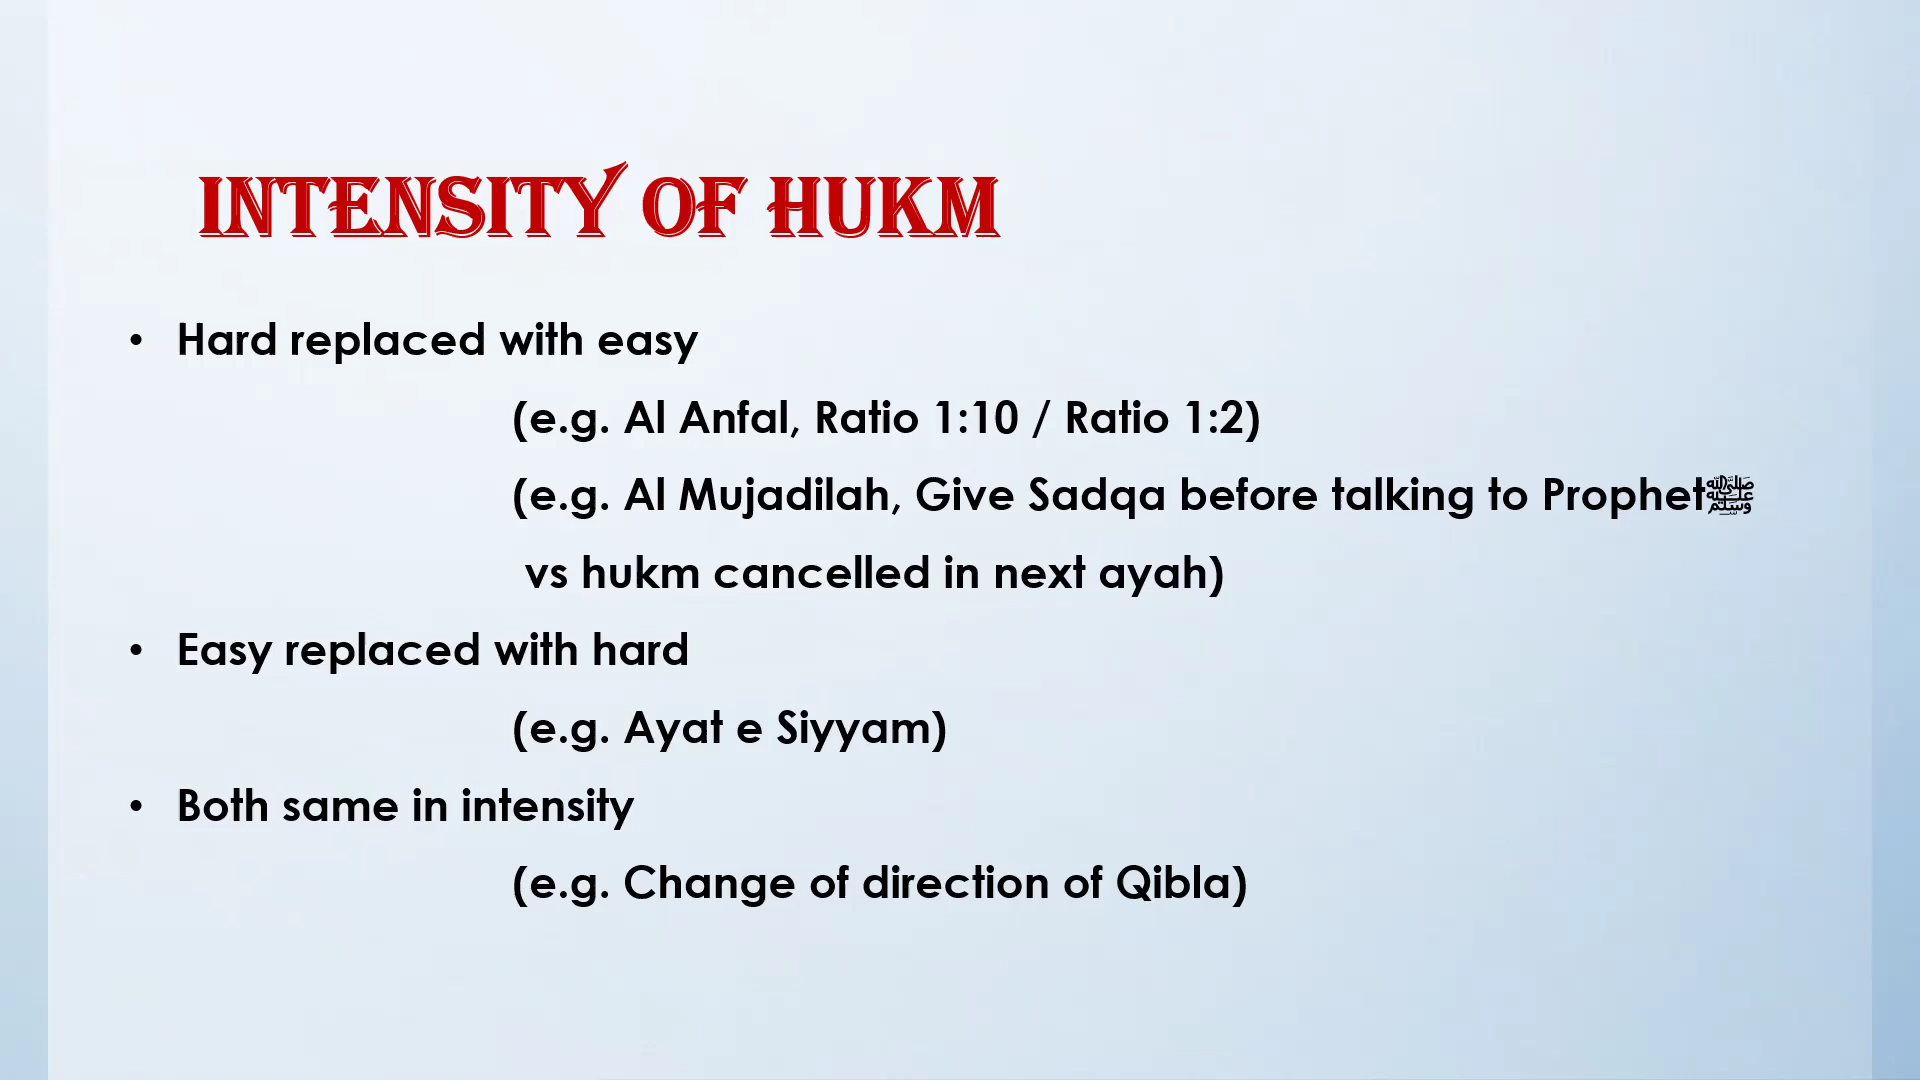 INTENSITY OF HUKM
• Hard replaced with easy
(e.g. Al Anfal, Ratio 1:10 / Ratio 1:2)
(e.g. Al Mujadilah, Give Sadqa before talking to Prophetﷺ
vs hukm cancelled in next ayah)
• Easy replaced with hard
(e.g. Ayat e Siyyam)
• Both same in intensity
(e.g. Change of direction of Qibla)